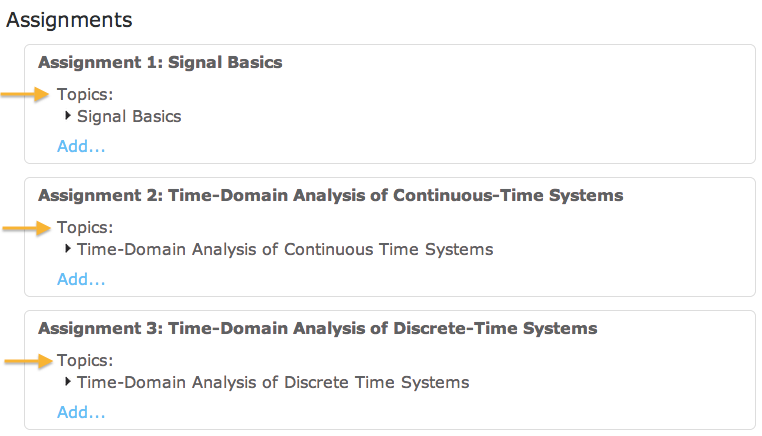 Assignments
Assignment 1: Signal Basics
Topics:
Signal Basics
Add...
Assignment 2: Time-Domain Analysis of Continuous-Time Systems
Topics:
Time-Domain Analysis of Continuous Time Systems
Add...
Assignment 3: Time-Domain Analysis of Discrete-Time Systems
Topics:
Time-Domain Analysis of Discrete Time Systems
Add...